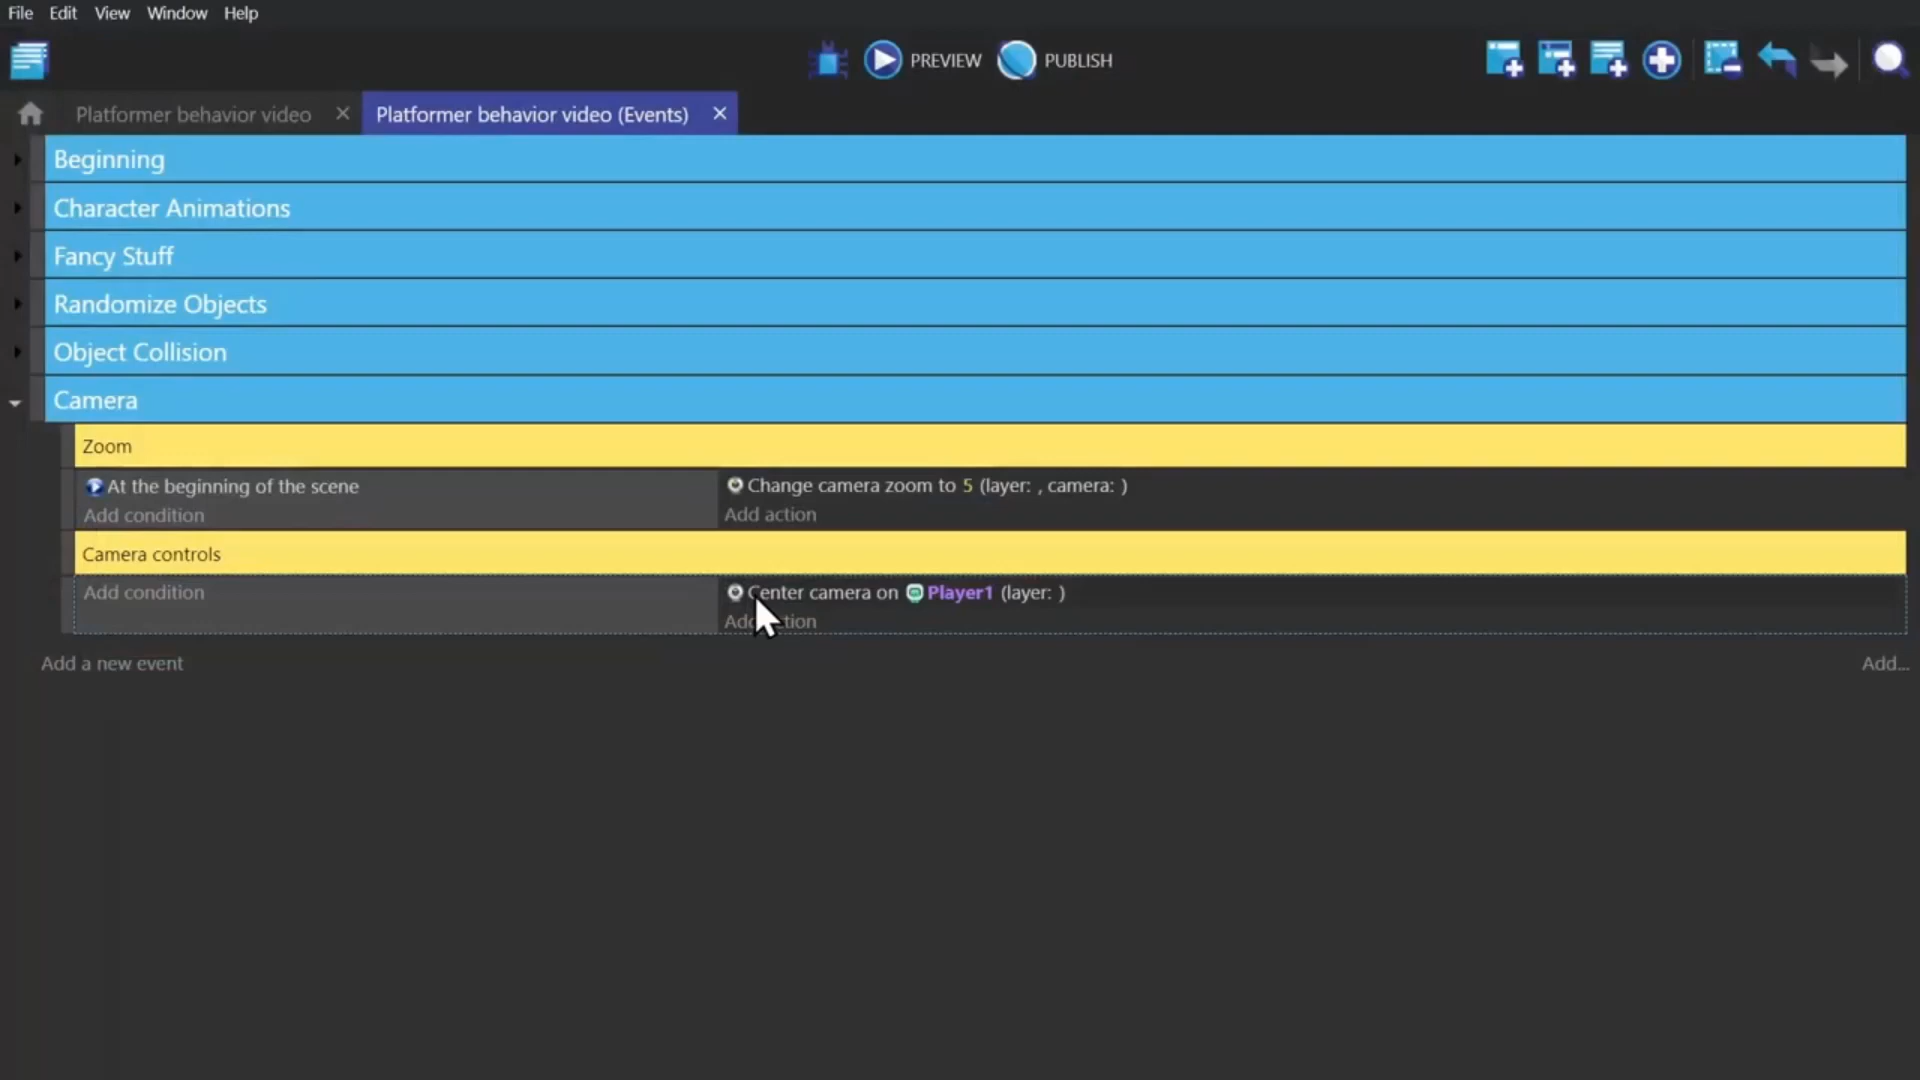 File Edit View Window Help
PREVIEW PUBLISH
Platformer behavior video Platformer behavior video (Events)
Beginning
Character Animations
Fancy Stuff
Randomize Objects
Object Collision
Camera
Zoom
At the beginning of the scene Change camera zoom to 5 (layer: , camera: )
Add condition Add action
Camera controls
Add condition Center camera on Player1 (layer: )
Add action
Add a new event Add...